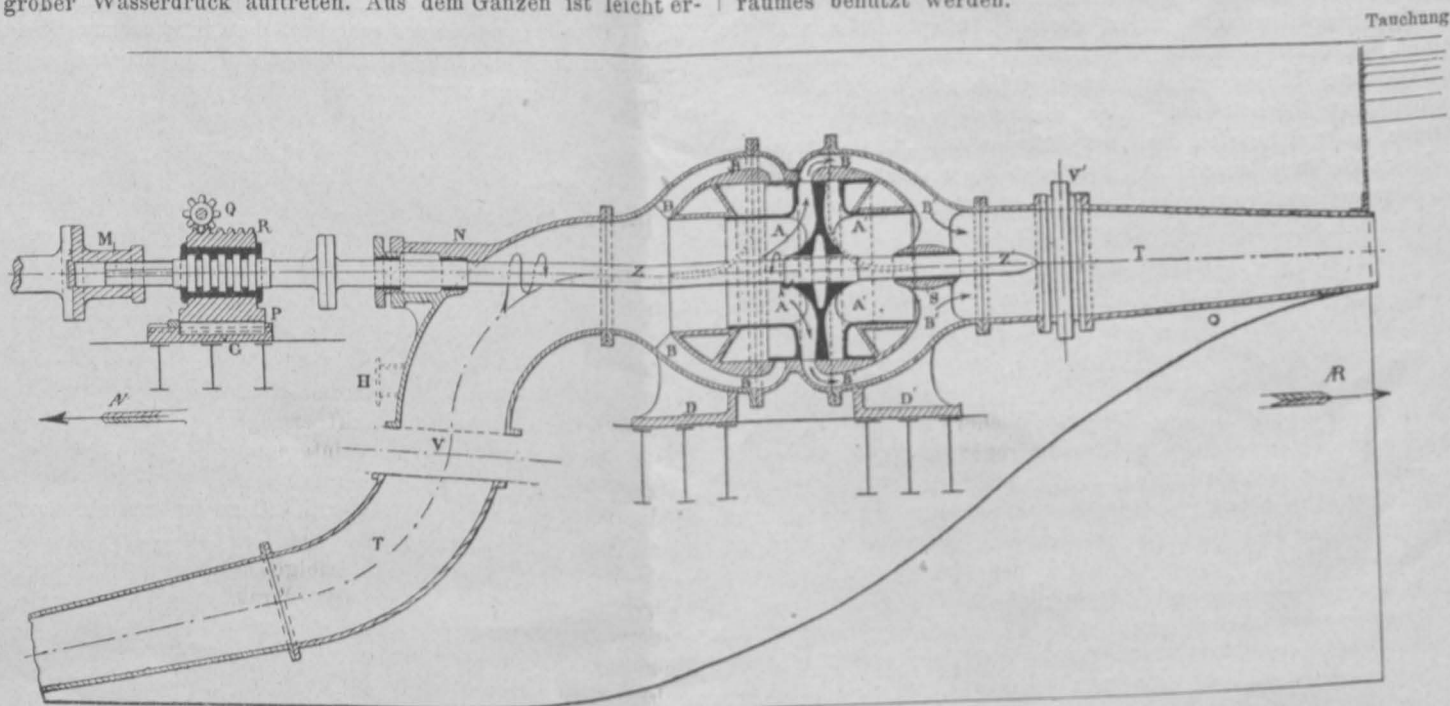 großer Wasserdruck auftreten. Aus dem Ganzen ist leicht er-
raumes benützt werden.
Tauchung
Q
M
R
N
V'
B
B
B
B
A
A
Z
Z
T
P
G
A
A
S
B'
Q
H
B
B
B
D
D'
R
N
V
T